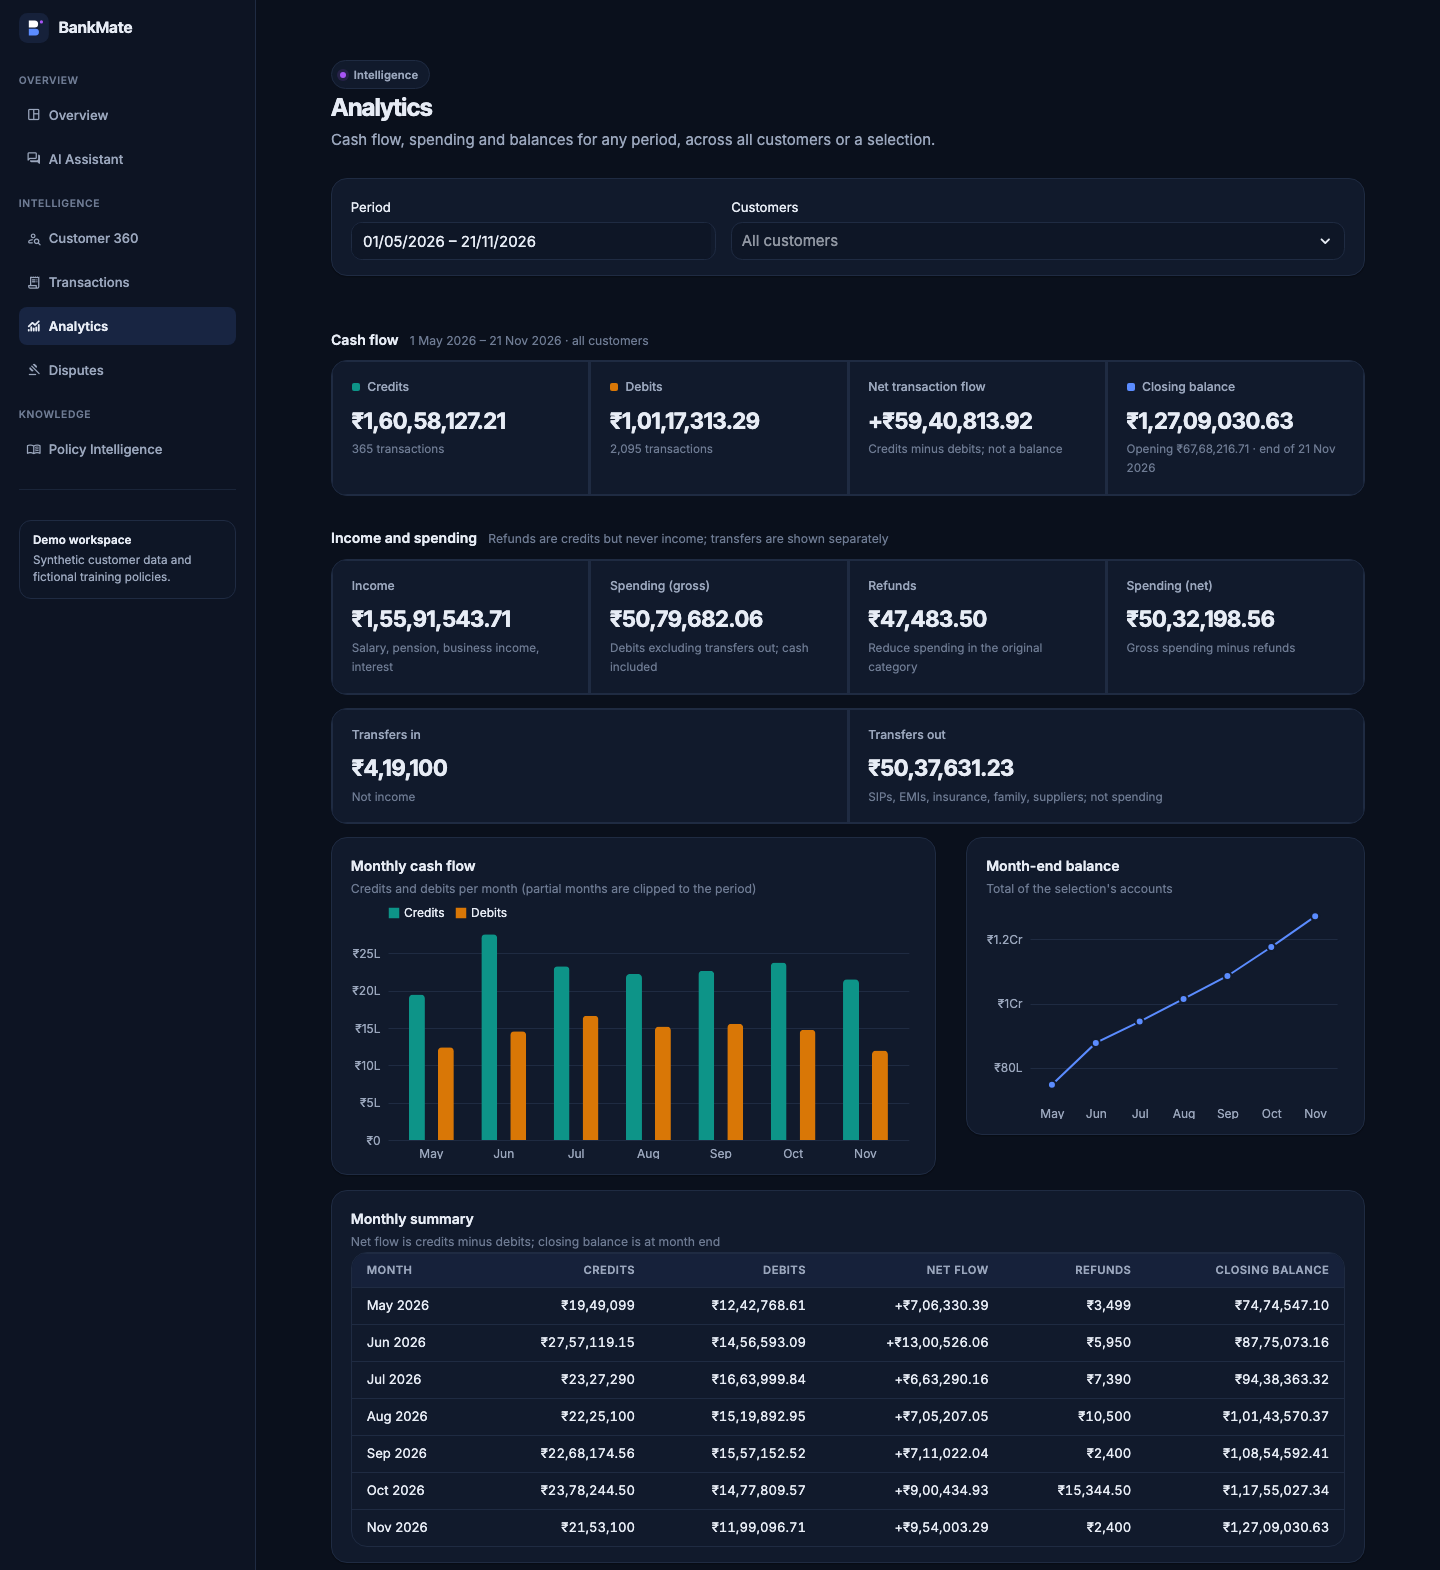 BankMate
OVERVIEW
Overview
AI Assistant
INTELLIGENCE
Customer 360
Transactions
Analytics
Disputes
KNOWLEDGE
Policy Intelligence
Demo workspace
Synthetic customer data and
fictional training policies.
Intelligence
Analytics
Cash flow, spending and balances for any period, across all customers or a selection.
Period
01/05/2026 – 21/11/2026
Customers
All customers
Cash flow 1 May 2026 – 21 Nov 2026 · all customers
Credits
₹1,60,58,127.21
365 transactions
Debits
₹1,01,17,313.29
2,095 transactions
Net transaction flow
+₹59,40,813.92
Credits minus debits; not a balance
Closing balance
₹1,27,09,030.63
Opening ₹67,68,216.71 · end of 21 Nov
2026
Income and spending Refunds are credits but never income; transfers are shown separately
Income
₹1,55,91,543.71
Salary, pension, business income,
interest
Spending (gross)
₹50,79,682.06
Debits excluding transfers out; cash
included
Refunds
₹47,483.50
Reduce spending in the original
category
Spending (net)
₹50,32,198.56
Gross spending minus refunds
Transfers in
₹4,19,100
Not income
Transfers out
₹50,37,631.23
SIPs, EMIs, insurance, family, suppliers; not spending
Monthly cash flow
Credits and debits per month (partial months are clipped to the period)
Credits Debits
₹25L
₹20L
₹15L
₹10L
₹5L
₹0
May Jun Jul Aug Sep Oct Nov
Month-end balance
Total of the selection's accounts
₹1.2Cr
₹1Cr
₹80L
May Jun Jul Aug Sep Oct Nov
Monthly summary
Net flow is credits minus debits; closing balance is at month end
MONTH CREDITS DEBITS NET FLOW REFUNDS CLOSING BALANCE
May 2026 ₹19,49,099 ₹12,42,768.61 +₹7,06,330.39 ₹3,499 ₹74,74,547.10
Jun 2026 ₹27,57,119.15 ₹14,56,593.09 +₹13,00,526.06 ₹5,950 ₹87,75,073.16
Jul 2026 ₹23,27,290 ₹16,63,999.84 +₹6,63,290.16 ₹7,390 ₹94,38,363.32
Aug 2026 ₹22,25,100 ₹15,19,892.95 +₹7,05,207.05 ₹10,500 ₹1,01,43,570.37
Sep 2026 ₹22,68,174.56 ₹15,57,152.52 +₹7,11,022.04 ₹2,400 ₹1,08,54,592.41
Oct 2026 ₹23,78,244.50 ₹14,77,809.57 +₹9,00,434.93 ₹15,344.50 ₹1,17,55,027.34
Nov 2026 ₹21,53,100 ₹11,99,096.71 +₹9,54,003.29 ₹2,400 ₹1,27,09,030.63